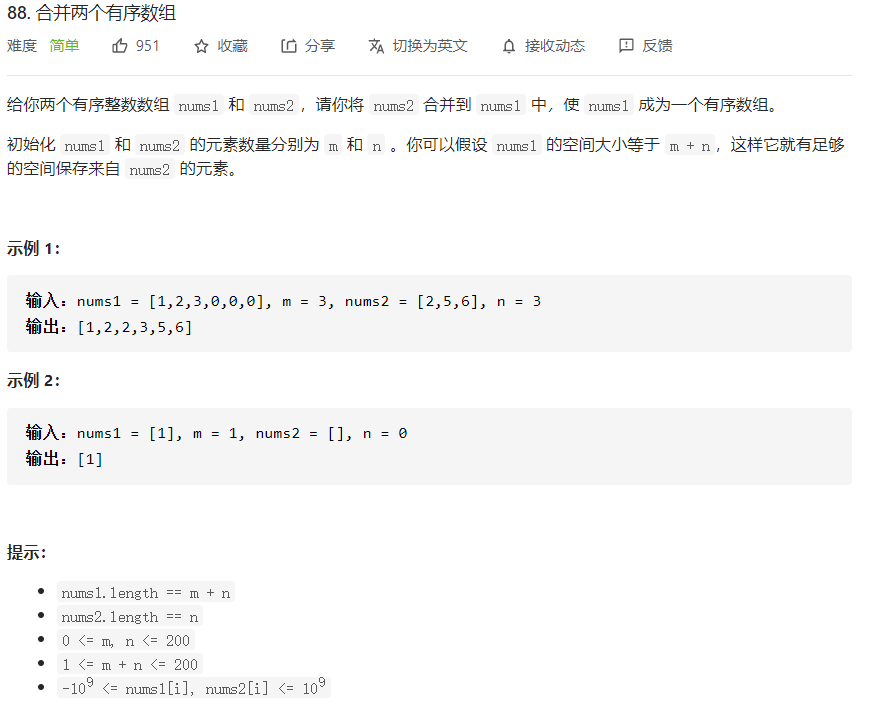 88. 合并两个有序数组
难度 简单 951 收藏 分享 切换为英文 接收动态 反馈
给你两个有序整数数组 nums1 和 nums2，请你将 nums2 合并到 nums1 中，使 nums1 成为一个有序数组。
初始化 nums1 和 nums2 的元素数量分别为 m 和 n 。你可以假设 nums1 的空间大小等于 m + n，这样它就有足够
的空间保存来自 nums2 的元素。
示例 1：
输入：nums1 = [1,2,3,0,0,0], m = 3, nums2 = [2,5,6], n = 3
输出：[1,2,2,3,5,6]
示例 2：
输入：nums1 = [1], m = 1, nums2 = [], n = 0
输出：[1]
提示：
• nums1.length == m + n
• nums2.length == n
• 0 <= m, n <= 200
• 1 <= m + n <= 200
• -10⁹ <= nums1[i], nums2[i] <= 10⁹